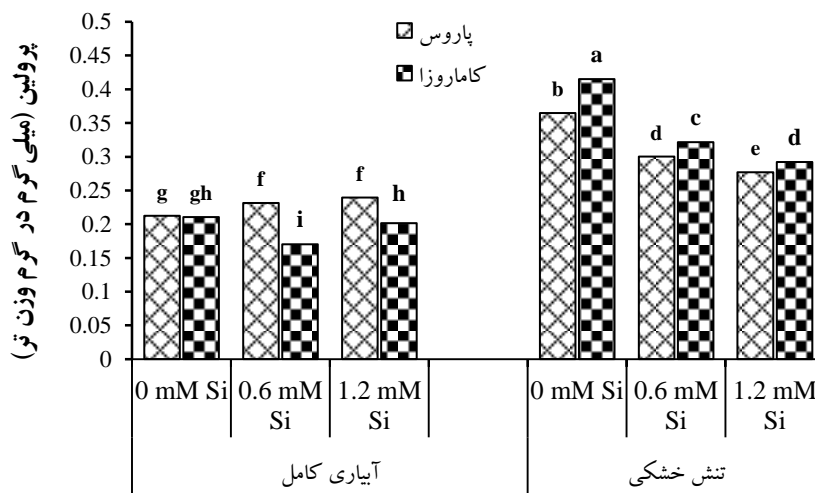 پرولین (میلی گرم در گرم وزن تر)
0.5
0.45
0.4
0.35
0.3
0.25
0.2
0.15
0.1
0.05
0
پاروس
کاماروزا
g gh f i f h b a d c e d
0 mM Si 0.6 mM Si 1.2 mM Si 0 mM Si 0.6 mM Si 1.2 mM Si
آبیاری کامل
تنش خشکی